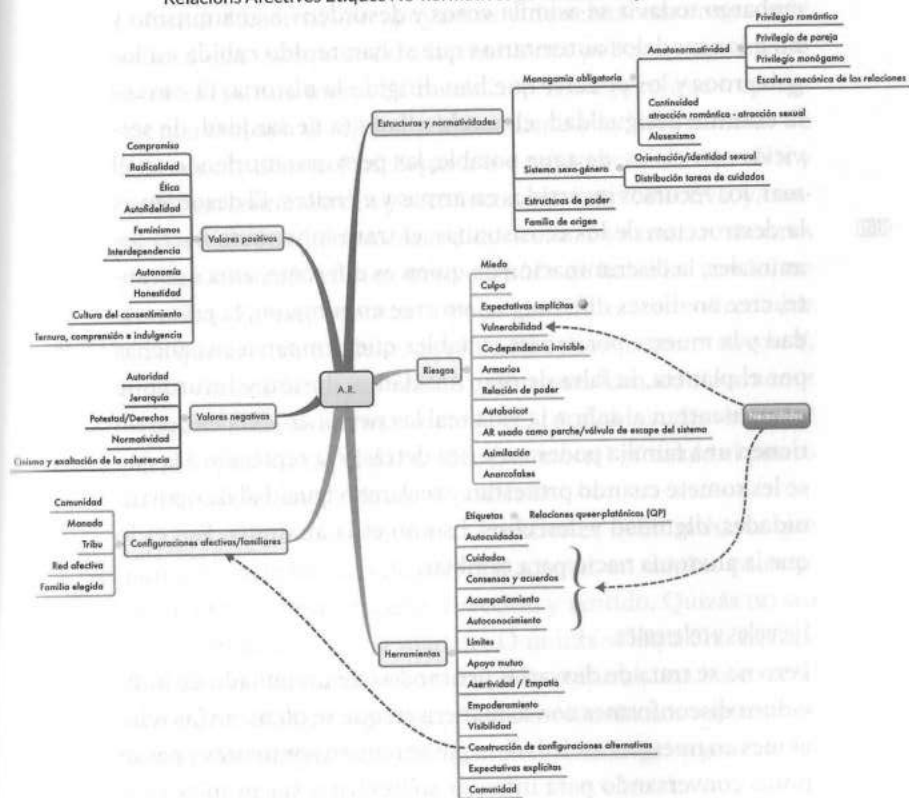 Compromiso
Radicalidad
Ética
Autofidelidad
Feminismos
Interdependencia
Autonomía
Honestidad
Cultura del consentimiento
Ternura, comprensión e indulgencia
Valores positivos
Autoridad
Jerarquía
Potestad/Derechos
Normatividad
Cinismo y exaltación de la coherencia
Valores negativos
Comunidad
Manada
Tribu
Red afectiva
Familia elegida
Configuraciones afectivas/familiares
A.R.
Estructuras y normatividades
Monogamia obligatoria
Amatonormatividad
Privilegio romántico
Privilegio de pareja
Privilegio monógamo
Escalera mecánica de las relaciones
Continuidad
atracción romántica - atracción sexual
Alosexismo
Sistema sexo-género
Orientación/identidad sexual
Distribución tareas de cuidados
Estructuras de poder
Familia de origen
Riesgos
Miedo
Culpa
Expectativas implícitas
Vulnerabilidad
Co-dependencia invisible
Armarios
Relación de poder
Autoboicot
AR usado como parche/válvula de escape del sistema
Asimilación
Anarcofakes
Herramientas
Etiquetas
Relaciones queer-platónicas (QP)
Autocuidados
Cuidados
Consensos y acuerdos
Acompañamiento
Autoconocimiento
Límites
Apoyo mutuo
Asertividad / Empatía
Empoderamiento
Visibilidad
Construcción de configuraciones alternativas
Expectativas explícitas
Comunidad